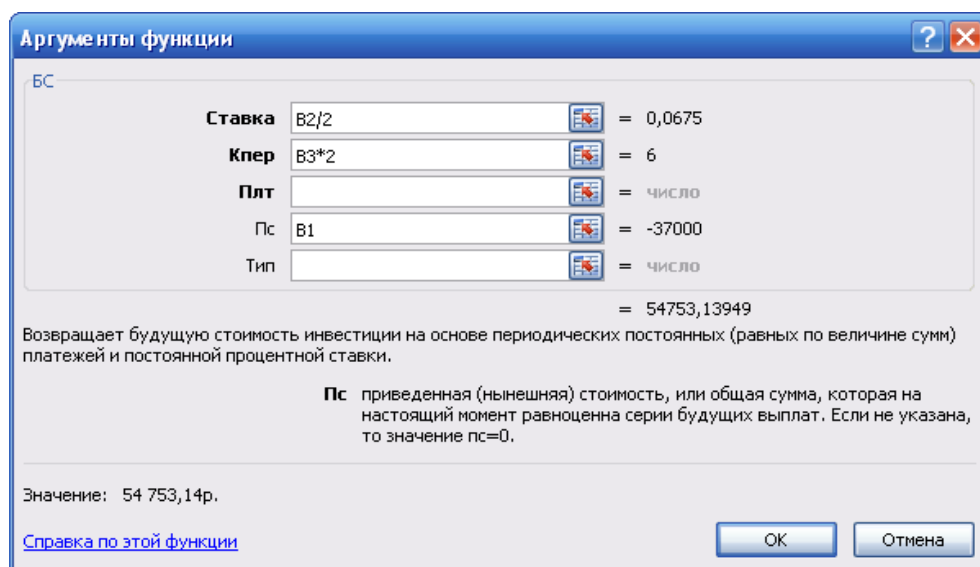 Аргументы функции
БС
Ставка B2/2 = 0,0675
Кпер B3*2 = 6
Плт = число
Пс B1 = -37000
Тип = число
= 54753,13949
Возвращает будущую стоимость инвестиции на основе периодических постоянных (равных по величине сумм)
платежей и постоянной процентной ставки.
Пс приведенная (нынешняя) стоимость, или общая сумма, которая на
настоящий момент равноценна серии будущих выплат. Если не указана,
то значение пс=0.
Значение: 54 753,14р.
Справка по этой функции
ОК
Отмена